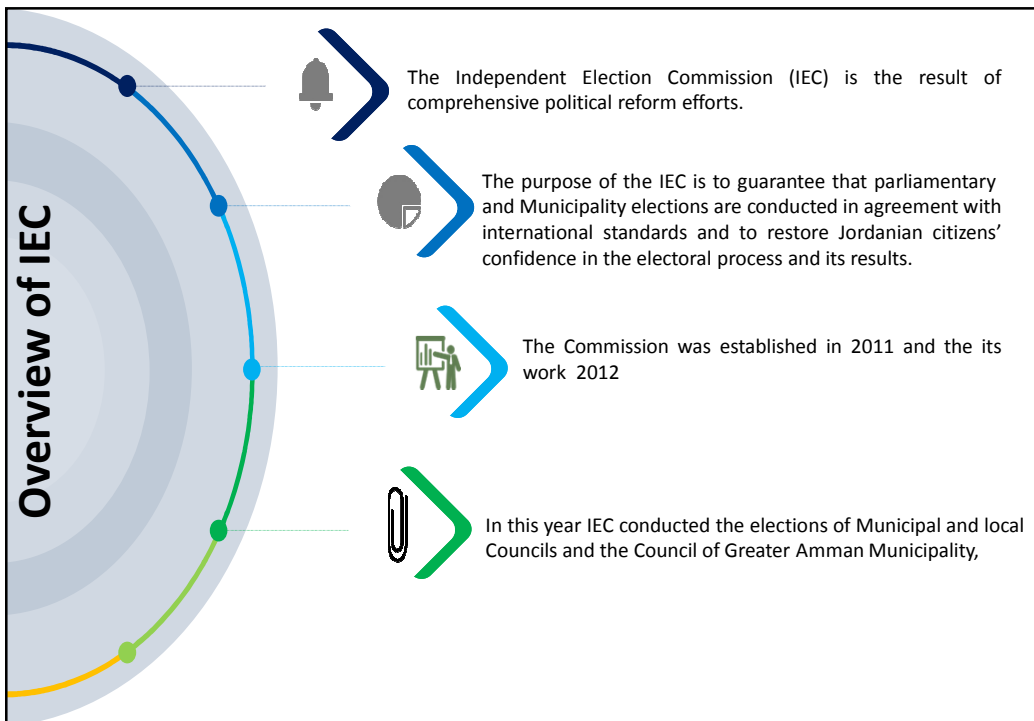 Overview of IEC
The Independent Election Commission (IEC) is the result of
comprehensive political reform efforts.
The purpose of the IEC is to guarantee that parliamentary
and Municipality elections are conducted in agreement with
international standards and to restore Jordanian citizens’
confidence in the electoral process and its results.
The Commission was established in 2011 and the its
work 2012
In this year IEC conducted the elections of Municipal and local
Councils and the Council of Greater Amman Municipality,